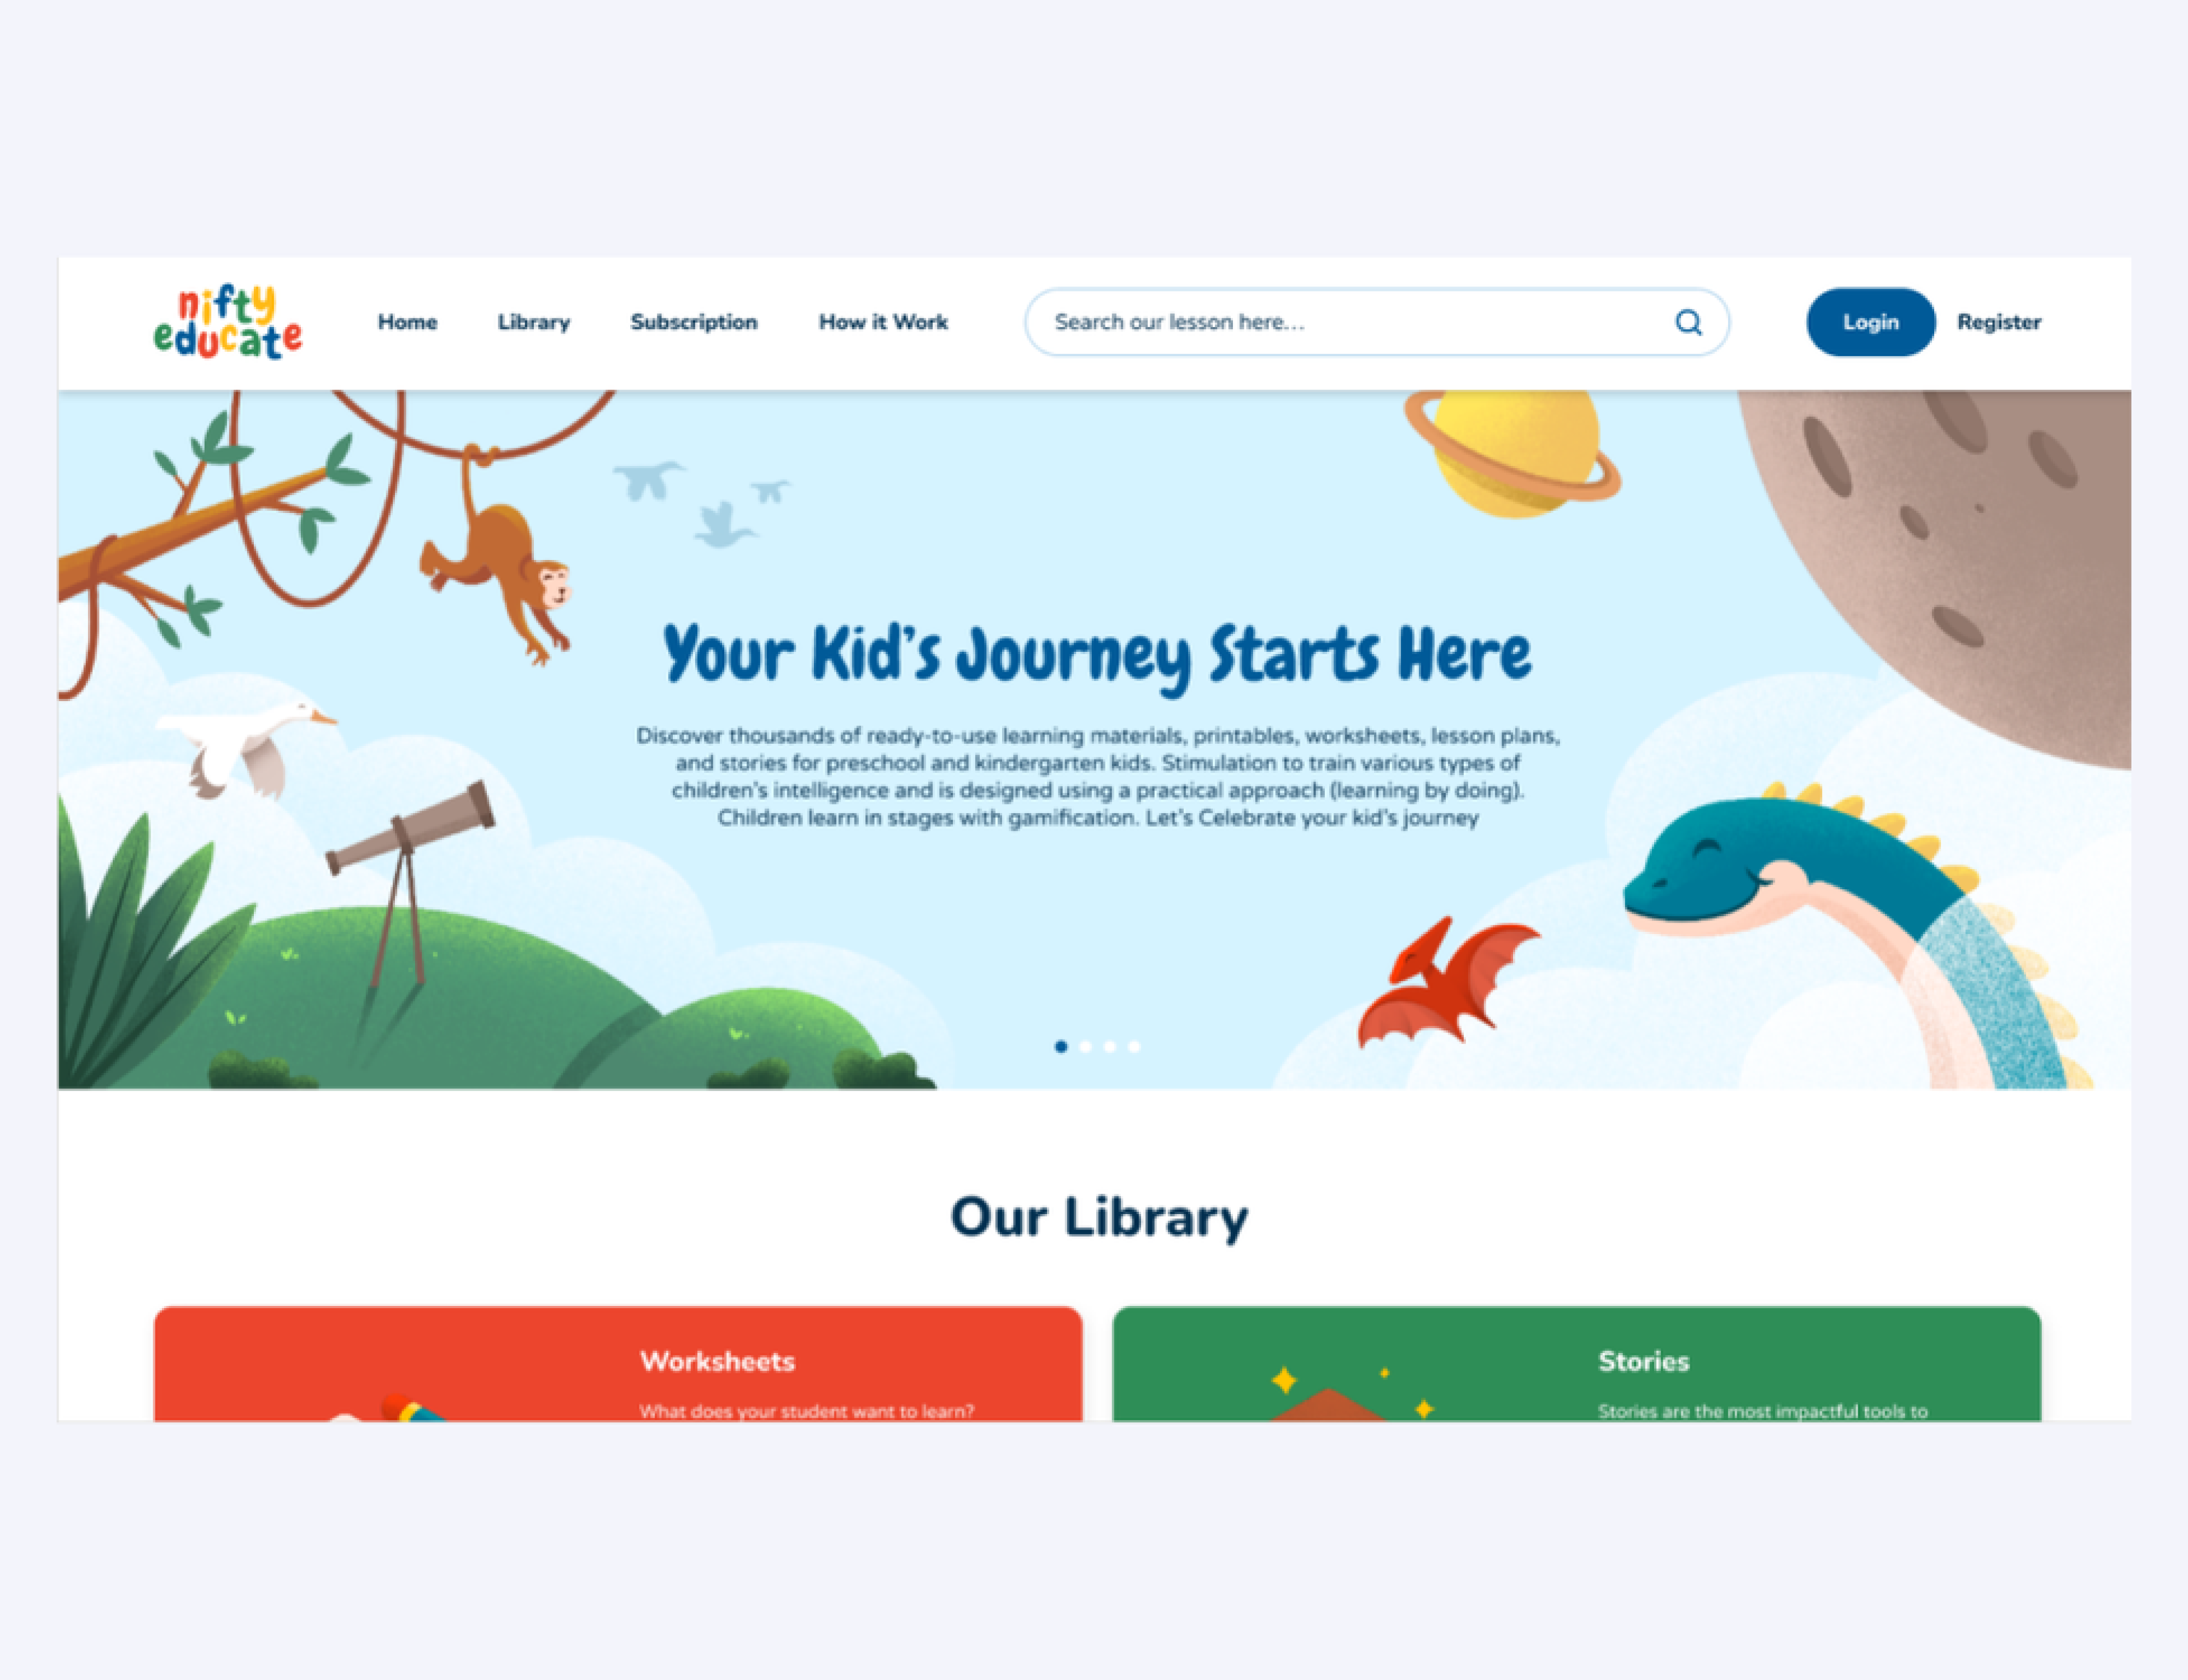 nifty
educate
Home
Library
Subscription
How it Work
Search our lesson here...
Login
Register
Your Kid's Journey Starts Here
Discover thousands of ready-to-use learning materials, printables, worksheets, lesson plans,
and stories for preschool and kindergarten kids. Stimulation to train various types of
children's intelligence and is designed using a practical approach (learning by doing).
Children learn in stages with gamification. Let's Celebrate your kid's journey
Our Library
Worksheets
What does your student want to learn?
Stories
Stories are the most impactful tools to